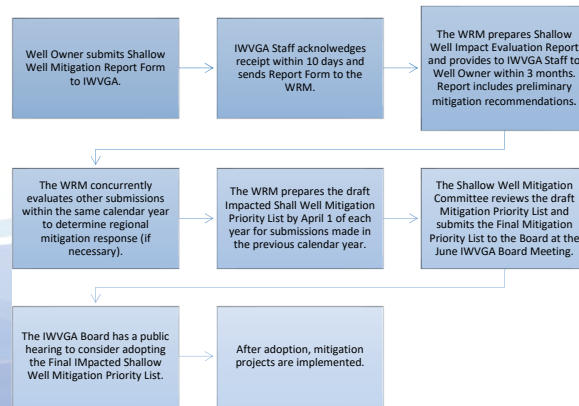 Well Owner submits Shallow
Well Mitigation Report Form
to IWVGA.
IWVGA Staff acknolwedges
receipt within 10 days and
sends Report Form to the
WRM.
The WRM prepares Shallow
Well Impact Evaluation Report
and provides to IWVGA Staff to
Well Owner within 3 months.
Report includes preliminary
mitigation recommendations.
The WRM concurrently
evaluates other submissions
within the same calendar year
to determine regional
mitigation response (if
necessary).
The WRM prepares the draft
Impacted Shall Well Mitigation
Priority List by April 1 of each
year for submissions made in
the previous calendar year.
The Shallow Well Mitigation
Committee reviews the draft
Mitigation Priority List and
submits the Final Mitigation
Priority List to the Board at the
June IWVGA Board Meeting.
The IWVGA Board has a public
hearing to consider adopting
the Final IMpacted Shallow
Well Mitigation Priority List.
After adoption, mitigation
projects are implemented.